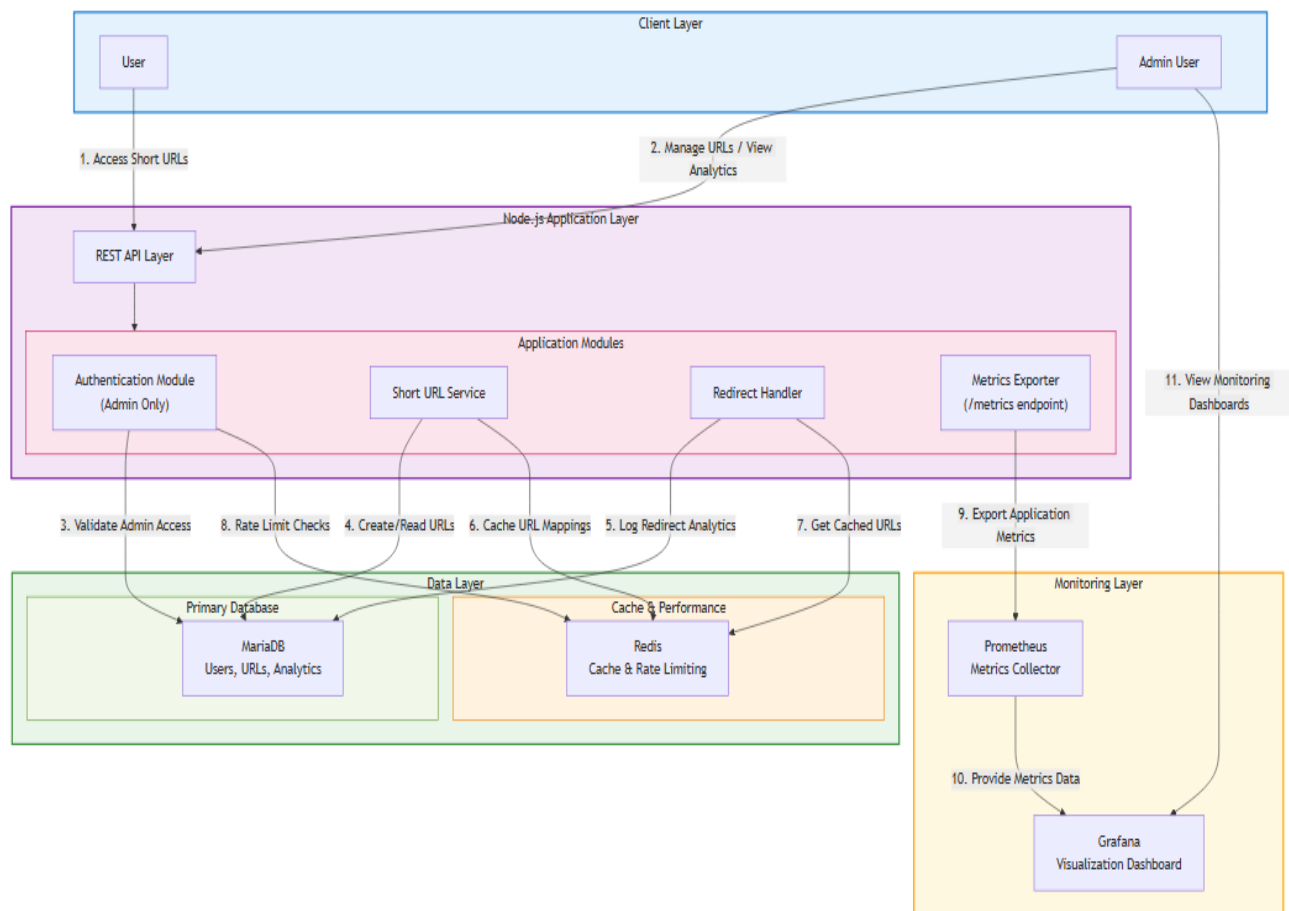 Client Layer
User
Admin User
1. Access Short URLs
2. Manage URLs / View
Analytics
Node.js Application Layer
REST API Layer
Application Modules
Authentication Module
(Admin Only)
Short URL Service
Redirect Handler
Metrics Exporter
(/metrics endpoint)
11. View Monitoring
Dashboards
3. Validate Admin Access
8. Rate Limit Checks
4. Create/Read URLs
6. Cache URL Mappings
5. Log Redirect Analytics
7. Get Cached URLs
9. Export Application
Metrics
Data Layer
Primary Database
MariaDB
Users, URLs, Analytics
Cache & Performance
Redis
Cache & Rate Limiting
Monitoring Layer
Prometheus
Metrics Collector
10. Provide Metrics Data
Grafana
Visualization Dashboard